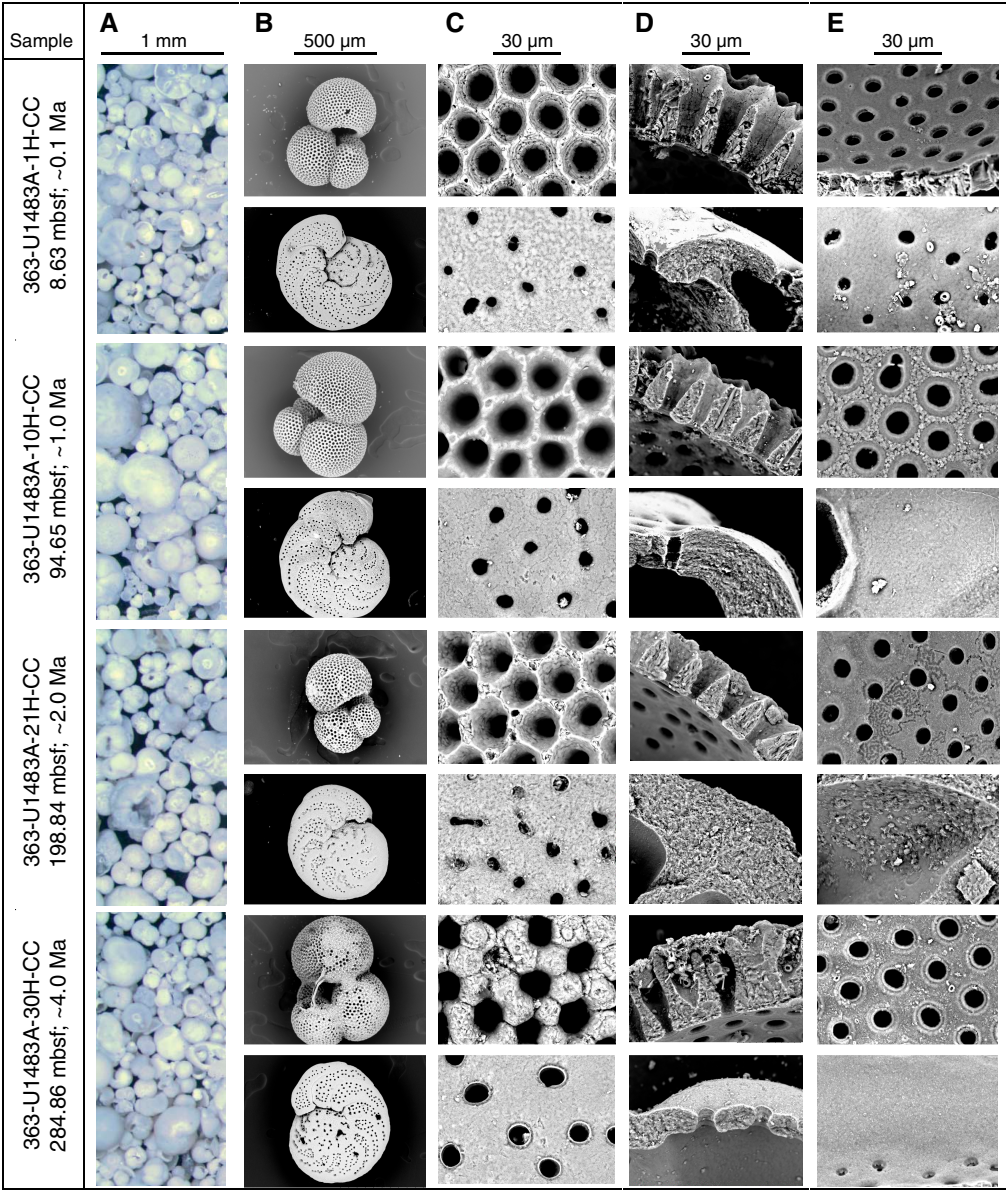 Sample
A
1 mm
B
500 µm
C
30 µm
D
30 µm
E
30 µm
363-U1483A-1H-CC
8.63 mbsf; ~0.1 Ma
363-U1483A-10H-CC
94.65 mbsf; ~1.0 Ma
363-U1483A-21H-CC
198.84 mbsf; ~2.0 Ma
363-U1483A-30H-CC
284.86 mbsf; ~4.0 Ma